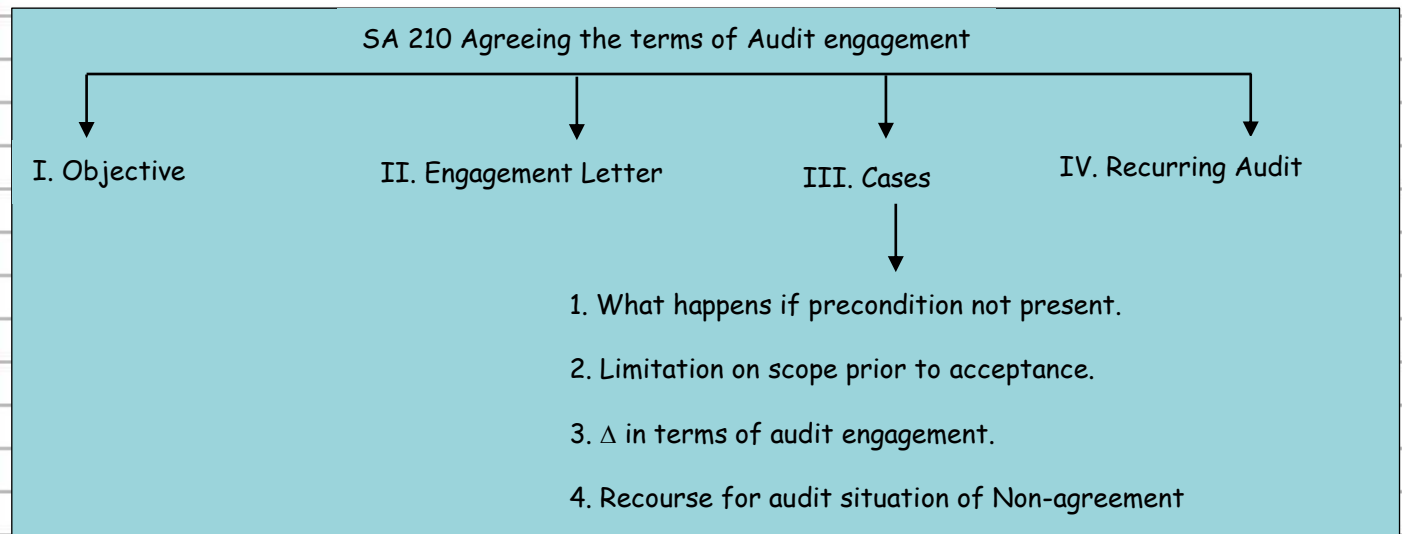 SA 210 Agreeing the terms of Audit engagement
I. Objective
II. Engagement Letter
III. Cases
IV. Recurring Audit
1. What happens if precondition not present.
2. Limitation on scope prior to acceptance.
3. ∆ in terms of audit engagement.
4. Recourse for audit situation of Non-agreement